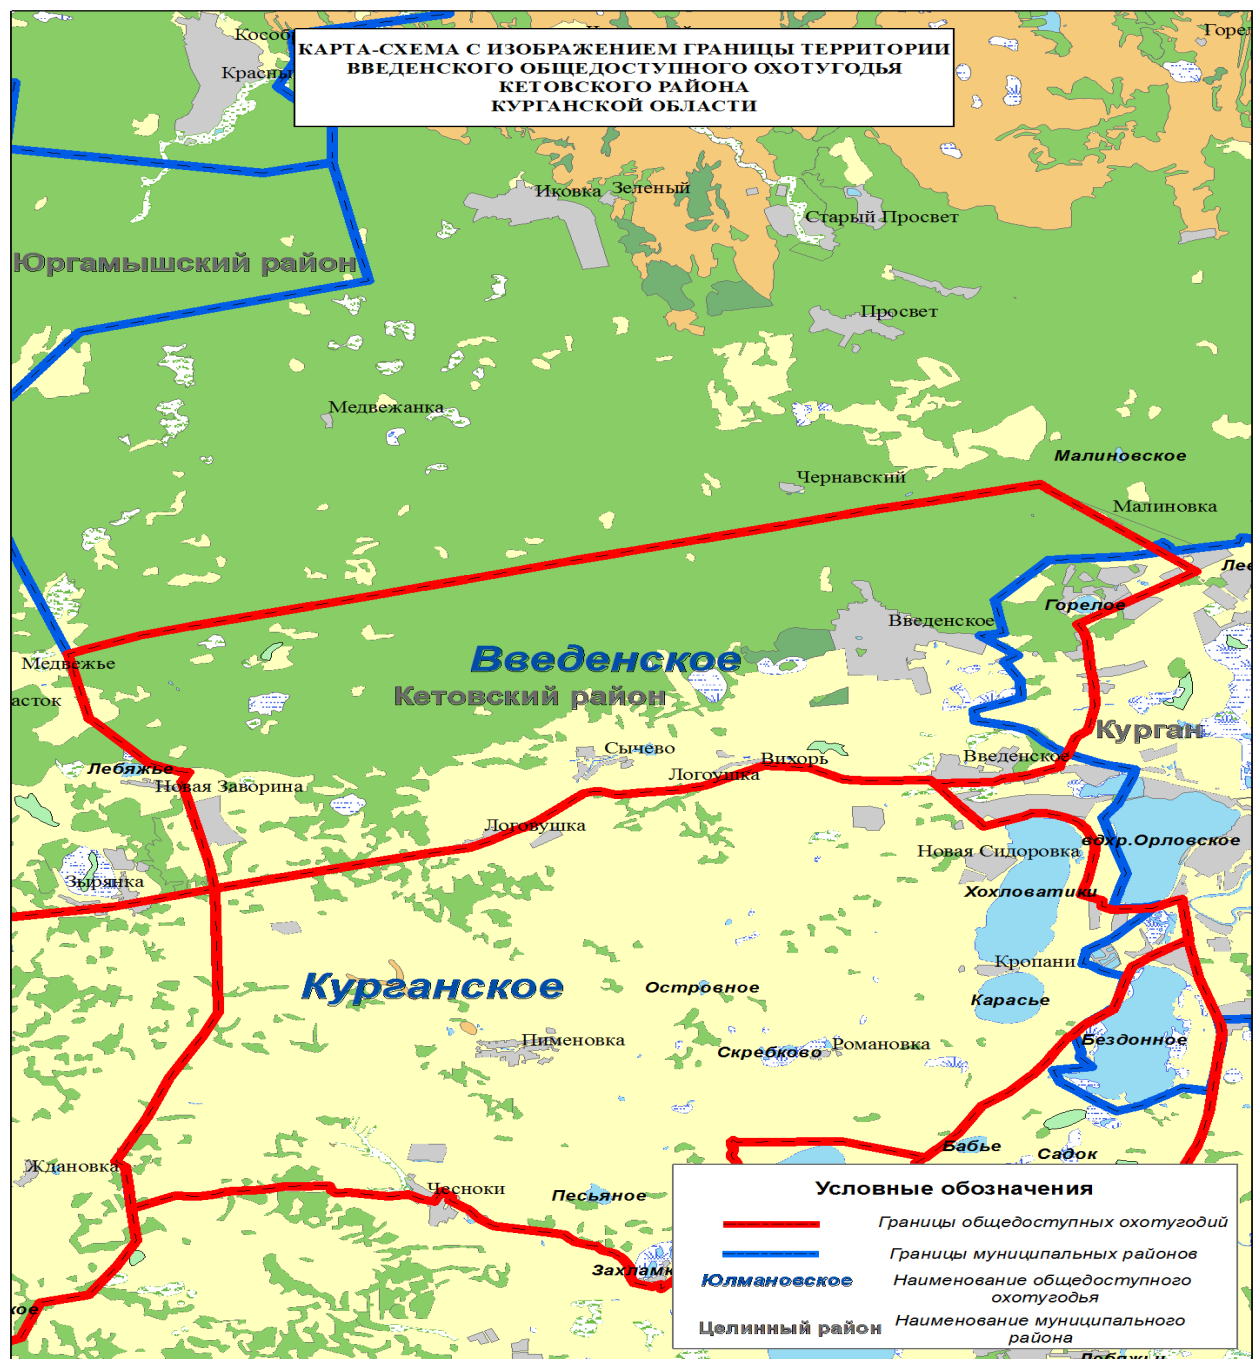 КАРТА-СХЕМА С ИЗОБРАЖЕНИЕМ ГРАНИЦЫ ТЕРРИТОРИИ
ВВЕДЕНСКОГО ОБЩЕДОСТУПНОГО ОХОТУГОДЬЯ
КЕТОВСКОГО РАЙОНА
КУРГАНСКОЙ ОБЛАСТИ
Иковка
Зеленый
Старый Просвет
Юргамышский район
Просвет
Медвежанка
Малиновское
Чернавский
Малиновка
Горелое
Введенское
Введенское
Медвежье
Кетовский район
Курган
Сычево
Введенское
Вихрь
Логоушка
Лебяжье
Новая Заворина
Логовушка
вдхр.Орловское
Новая Сидоровка
Зырянка
Хохловатики
Кропани
Курганское
Островное
Карасье
Пименовка
Скребково
Романовка
Бездонное
Бабье
Садок
Ждановка
Чесноки
Песьяное
Условные обозначения
Границы общедоступных охотугодий
Границы муниципальных районов
Юлмановское
Наименование общедоступного
охотугодья
Целинный район
Наименование муниципального
района